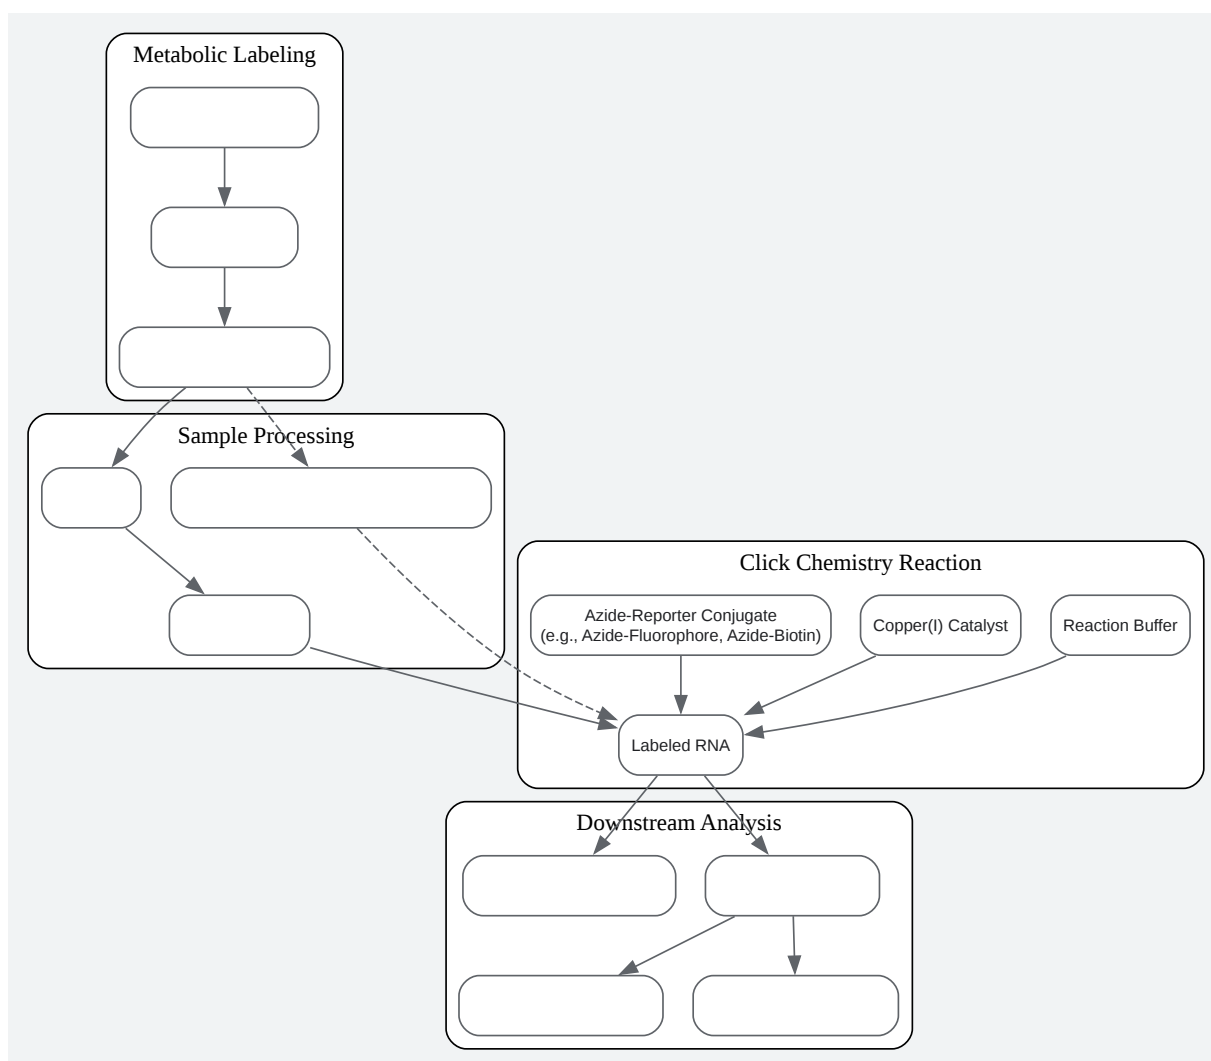 Metabolic Labeling
Sample Processing
Click Chemistry Reaction
Azide-Reporter Conjugate
(e.g., Azide-Fluorophore, Azide-Biotin)
Copper(I) Catalyst
Reaction Buffer
Labeled RNA
Downstream Analysis